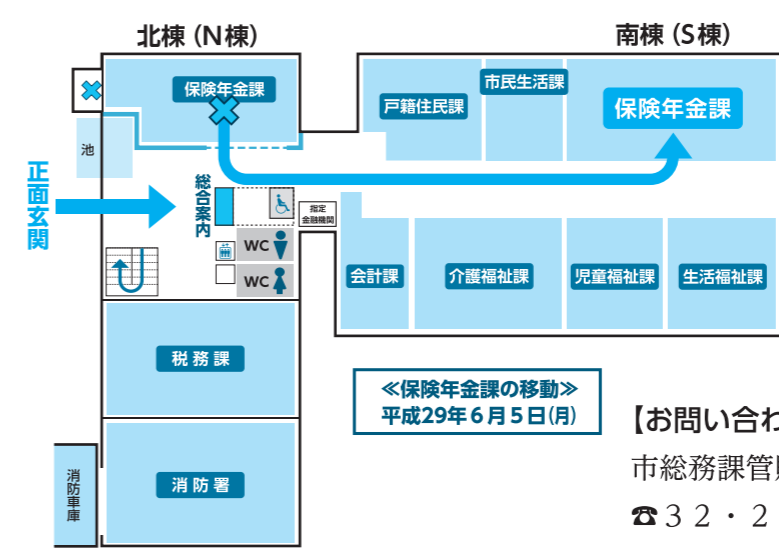 北棟（N棟）
南棟（S棟）
保険年金課
戸籍住民課
市民生活課
保険年金課
池
正面玄関
総合案内
指定
金融機関
WC
WC
会計課
介護福祉課
児童福祉課
生活福祉課
税務課
≪保険年金課の移動≫
平成29年6月5日(月)
消防署
消防車庫
【お問い合わ
市総務課管
☎３２・２